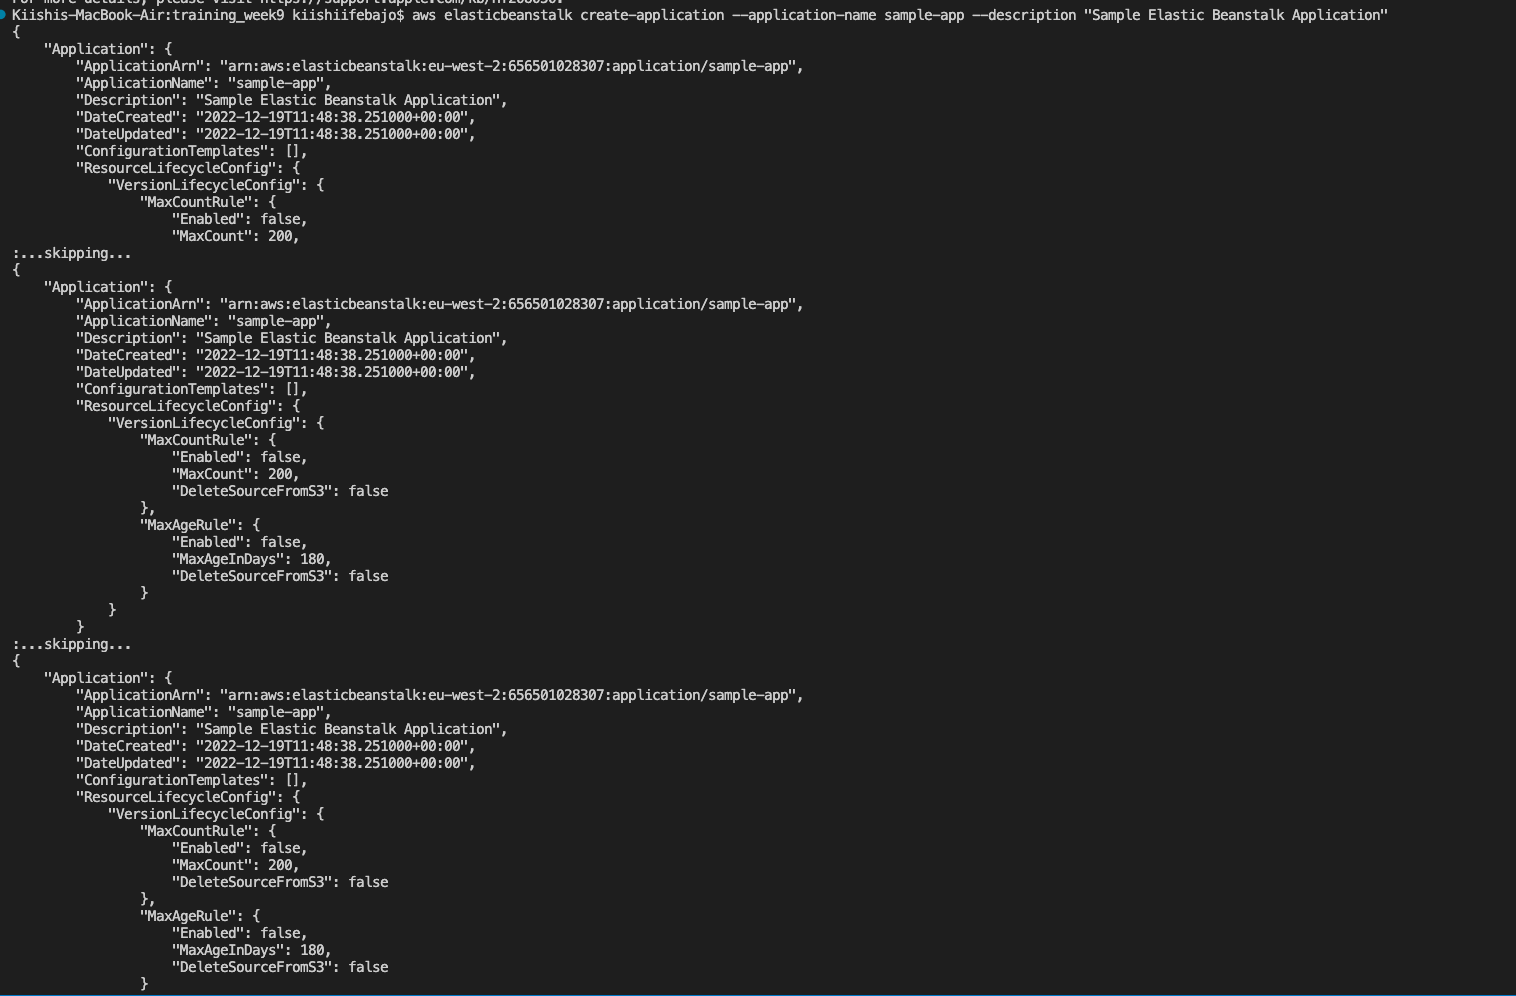 For more details, please visit https://support.apple.com/kb/HT208050.
Kiishis-MacBook-Air:training_week9 kiishiifebajo$ aws elasticbeanstalk create-application --application-name sample-app --description "Sample Elastic Beanstalk Application"
{
    "Application": {
        "ApplicationArn": "arn:aws:elasticbeanstalk:eu-west-2:656501028307:application/sample-app",
        "ApplicationName": "sample-app",
        "Description": "Sample Elastic Beanstalk Application",
        "DateCreated": "2022-12-19T11:48:38.251000+00:00",
        "DateUpdated": "2022-12-19T11:48:38.251000+00:00",
        "ConfigurationTemplates": [],
        "ResourceLifecycleConfig": {
            "VersionLifecycleConfig": {
                "MaxCountRule": {
                    "Enabled": false,
                    "MaxCount": 200,
:...skipping...
{
    "Application": {
        "ApplicationArn": "arn:aws:elasticbeanstalk:eu-west-2:656501028307:application/sample-app",
        "ApplicationName": "sample-app",
        "Description": "Sample Elastic Beanstalk Application",
        "DateCreated": "2022-12-19T11:48:38.251000+00:00",
        "DateUpdated": "2022-12-19T11:48:38.251000+00:00",
        "ConfigurationTemplates": [],
        "ResourceLifecycleConfig": {
            "VersionLifecycleConfig": {
                "MaxCountRule": {
                    "Enabled": false,
                    "MaxCount": 200,
                    "DeleteSourceFromS3": false
                },
                "MaxAgeRule": {
                    "Enabled": false,
                    "MaxAgeInDays": 180,
                    "DeleteSourceFromS3": false
                }
            }
        }
:...skipping...
{
    "Application": {
        "ApplicationArn": "arn:aws:elasticbeanstalk:eu-west-2:656501028307:application/sample-app",
        "ApplicationName": "sample-app",
        "Description": "Sample Elastic Beanstalk Application",
        "DateCreated": "2022-12-19T11:48:38.251000+00:00",
        "DateUpdated": "2022-12-19T11:48:38.251000+00:00",
        "ConfigurationTemplates": [],
        "ResourceLifecycleConfig": {
            "VersionLifecycleConfig": {
                "MaxCountRule": {
                    "Enabled": false,
                    "MaxCount": 200,
                    "DeleteSourceFromS3": false
                },
                "MaxAgeRule": {
                    "Enabled": false,
                    "MaxAgeInDays": 180,
                    "DeleteSourceFromS3": false
                }